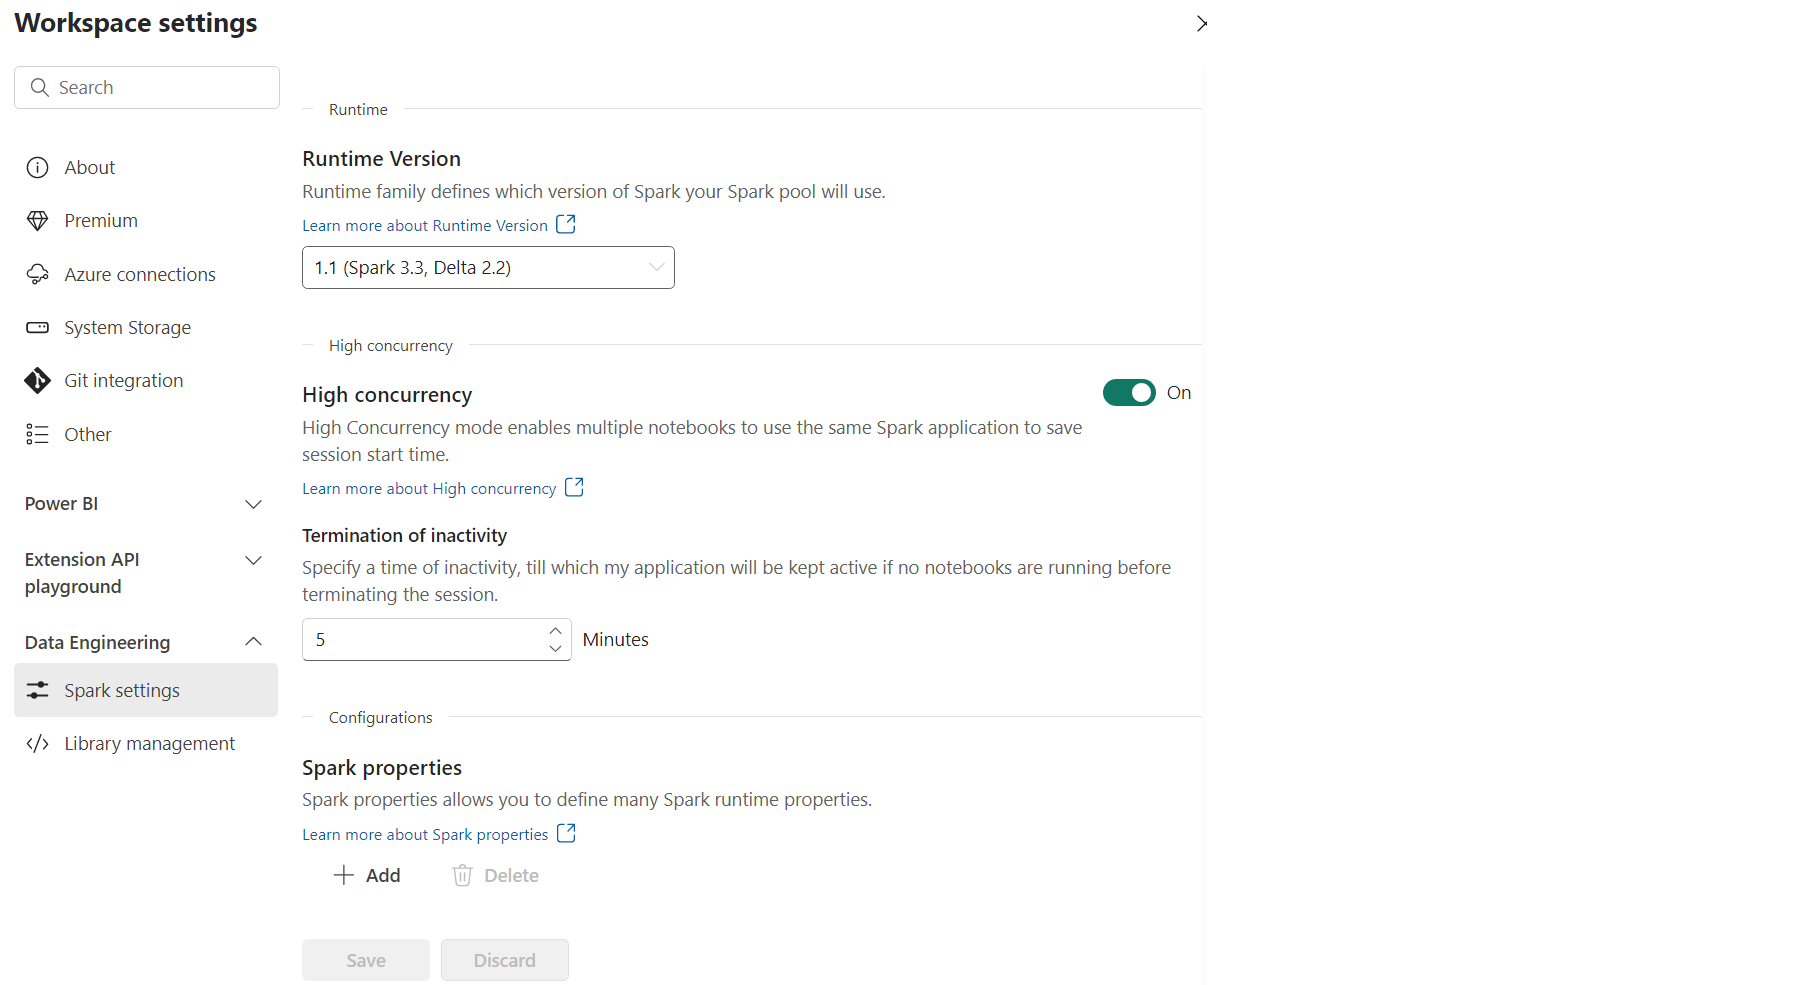 Workspace settings
Search
About
Premium
Azure connections
System Storage
Git integration
Other
Power BI
Extension API
playground
Data Engineering
Spark settings
Library management
Runtime
Runtime Version
Runtime family defines which version of Spark your Spark pool will use.
Learn more about Runtime Version
1.1 (Spark 3.3, Delta 2.2)
High concurrency
High concurrency
On
High Concurrency mode enables multiple notebooks to use the same Spark application to save
session start time.
Learn more about High concurrency
Termination of inactivity
Specify a time of inactivity, till which my application will be kept active if no notebooks are running before
terminating the session.
5 Minutes
Configurations
Spark properties
Spark properties allows you to define many Spark runtime properties.
Learn more about Spark properties
Add Delete
Save Discard